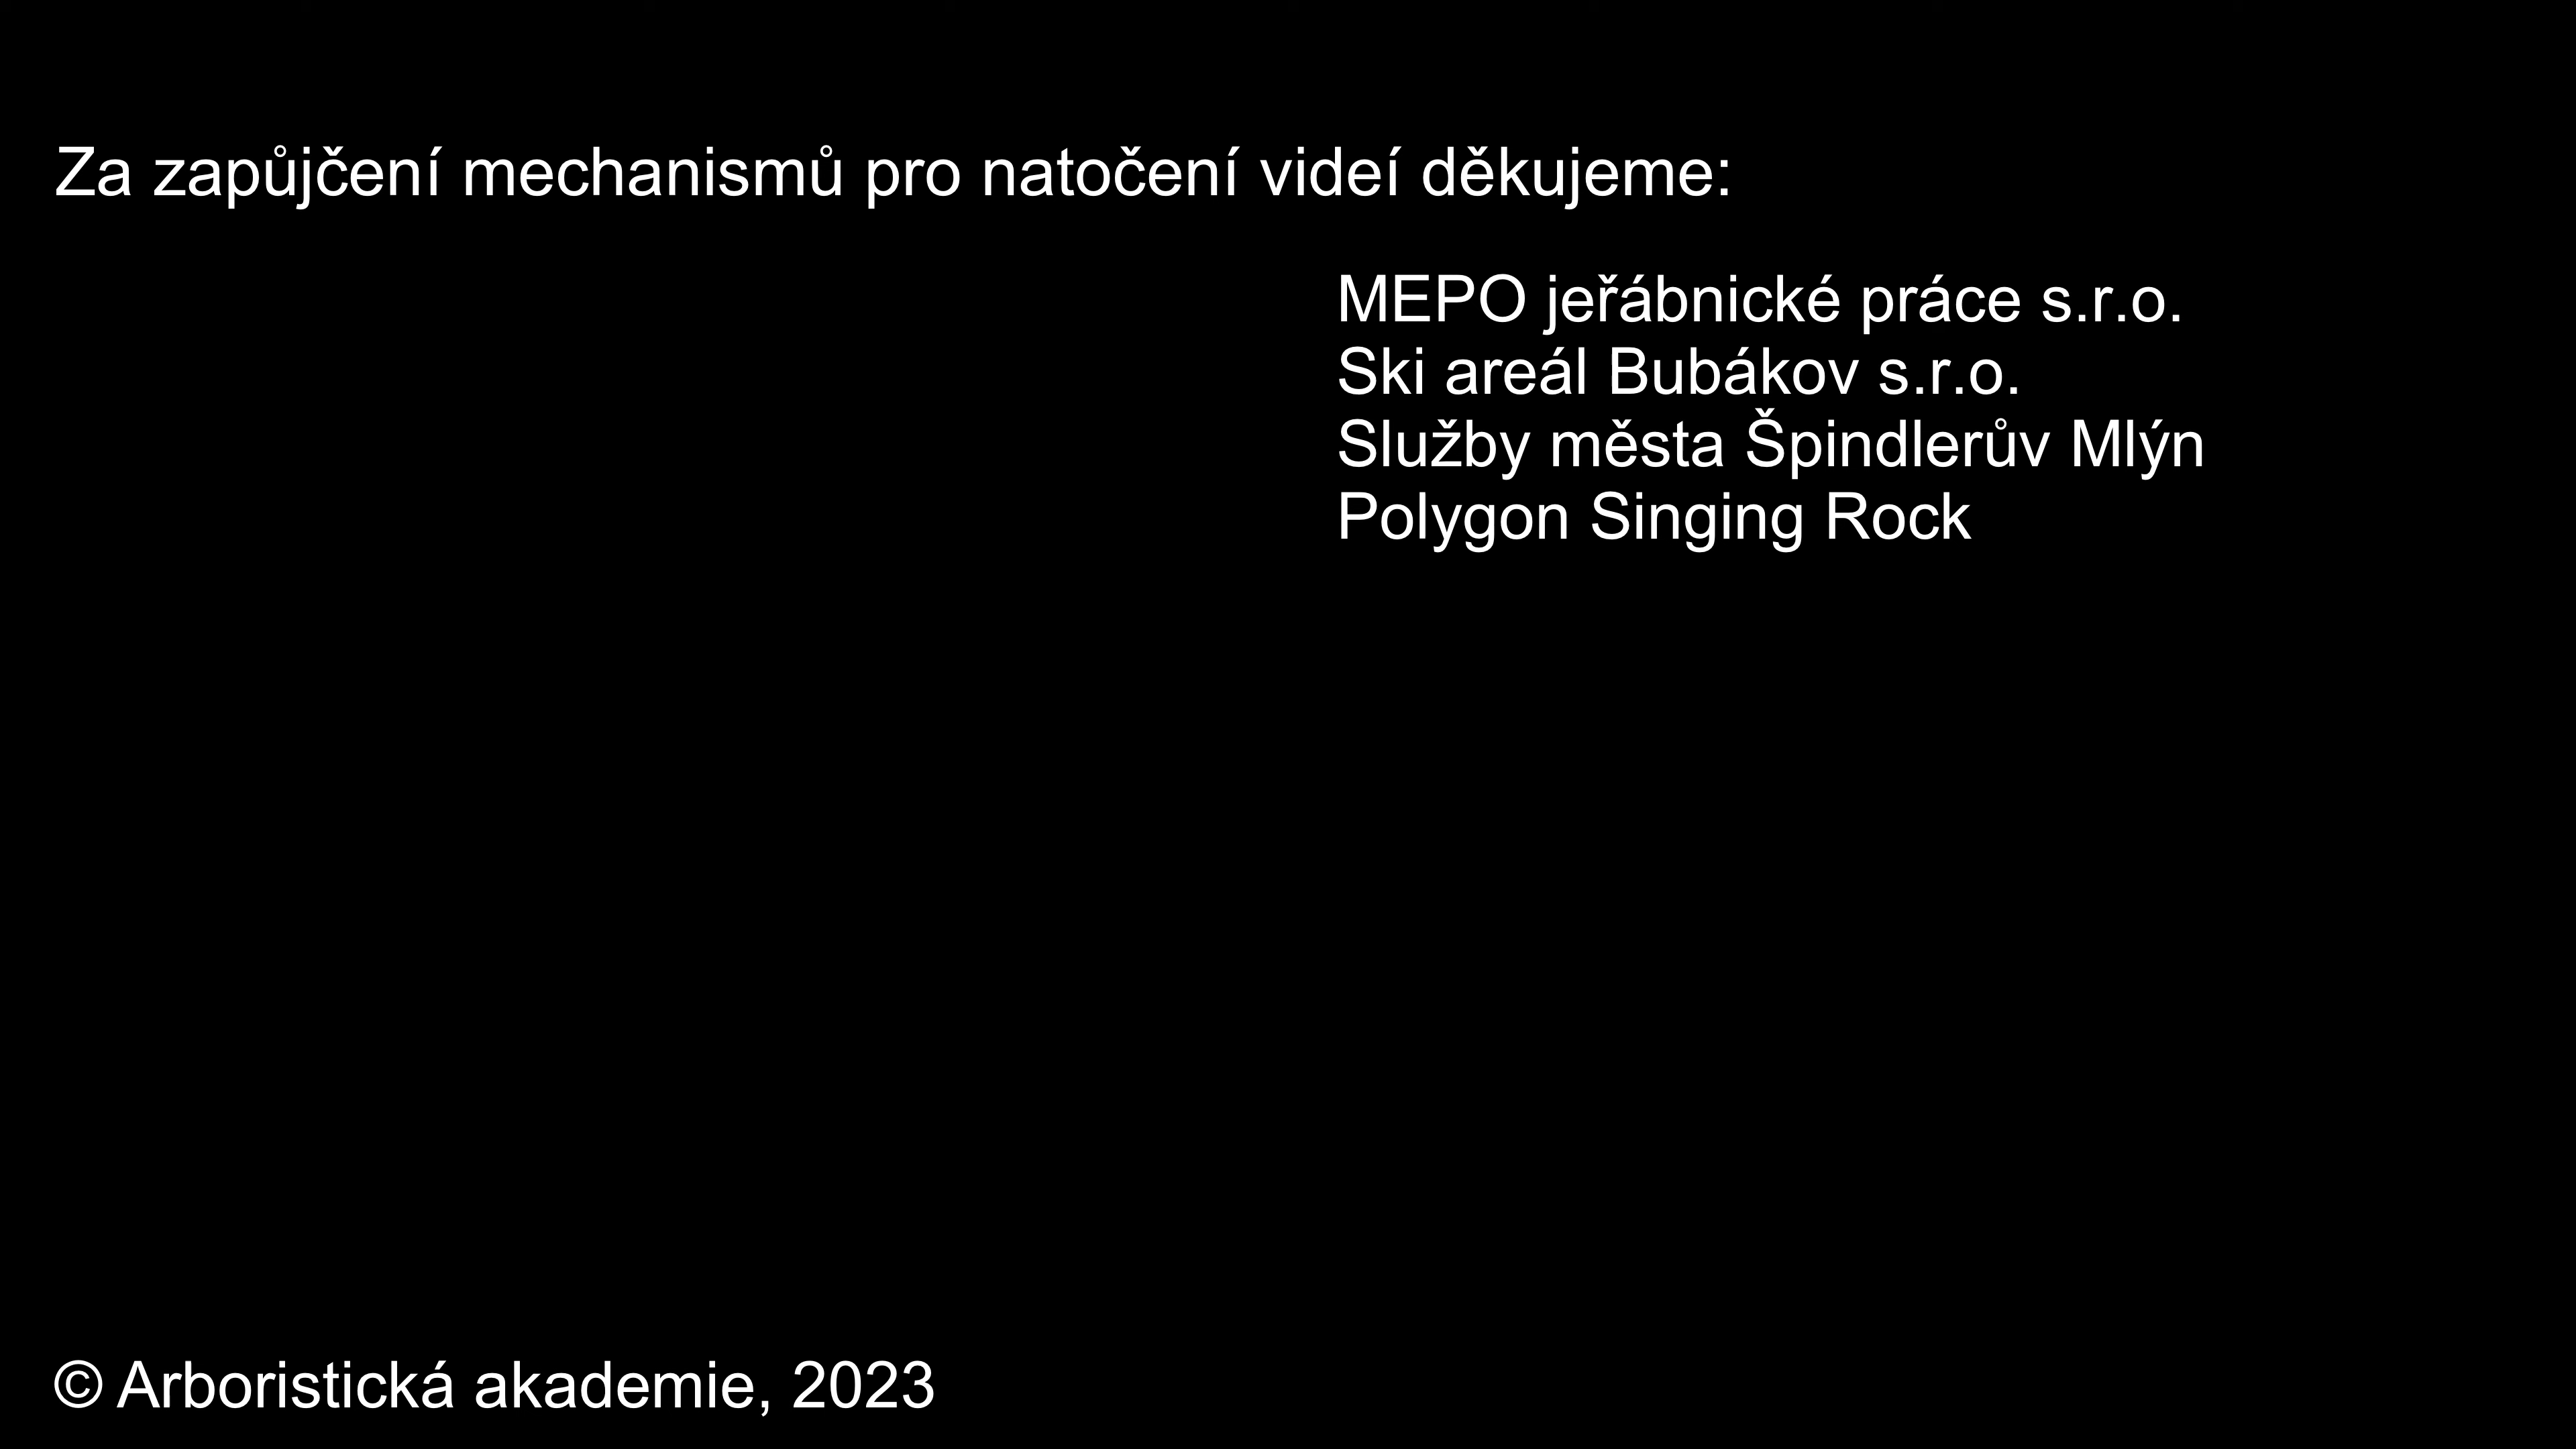 Za zapůjčení mechanismů pro natočení videí děkujeme:
MEPO jeřábnické práce s.r.o.
Ski areál Bubákov s.r.o.
Služby města Špindlerův Mlýn
Polygon Singing Rock
© Arboristická akademie, 2023